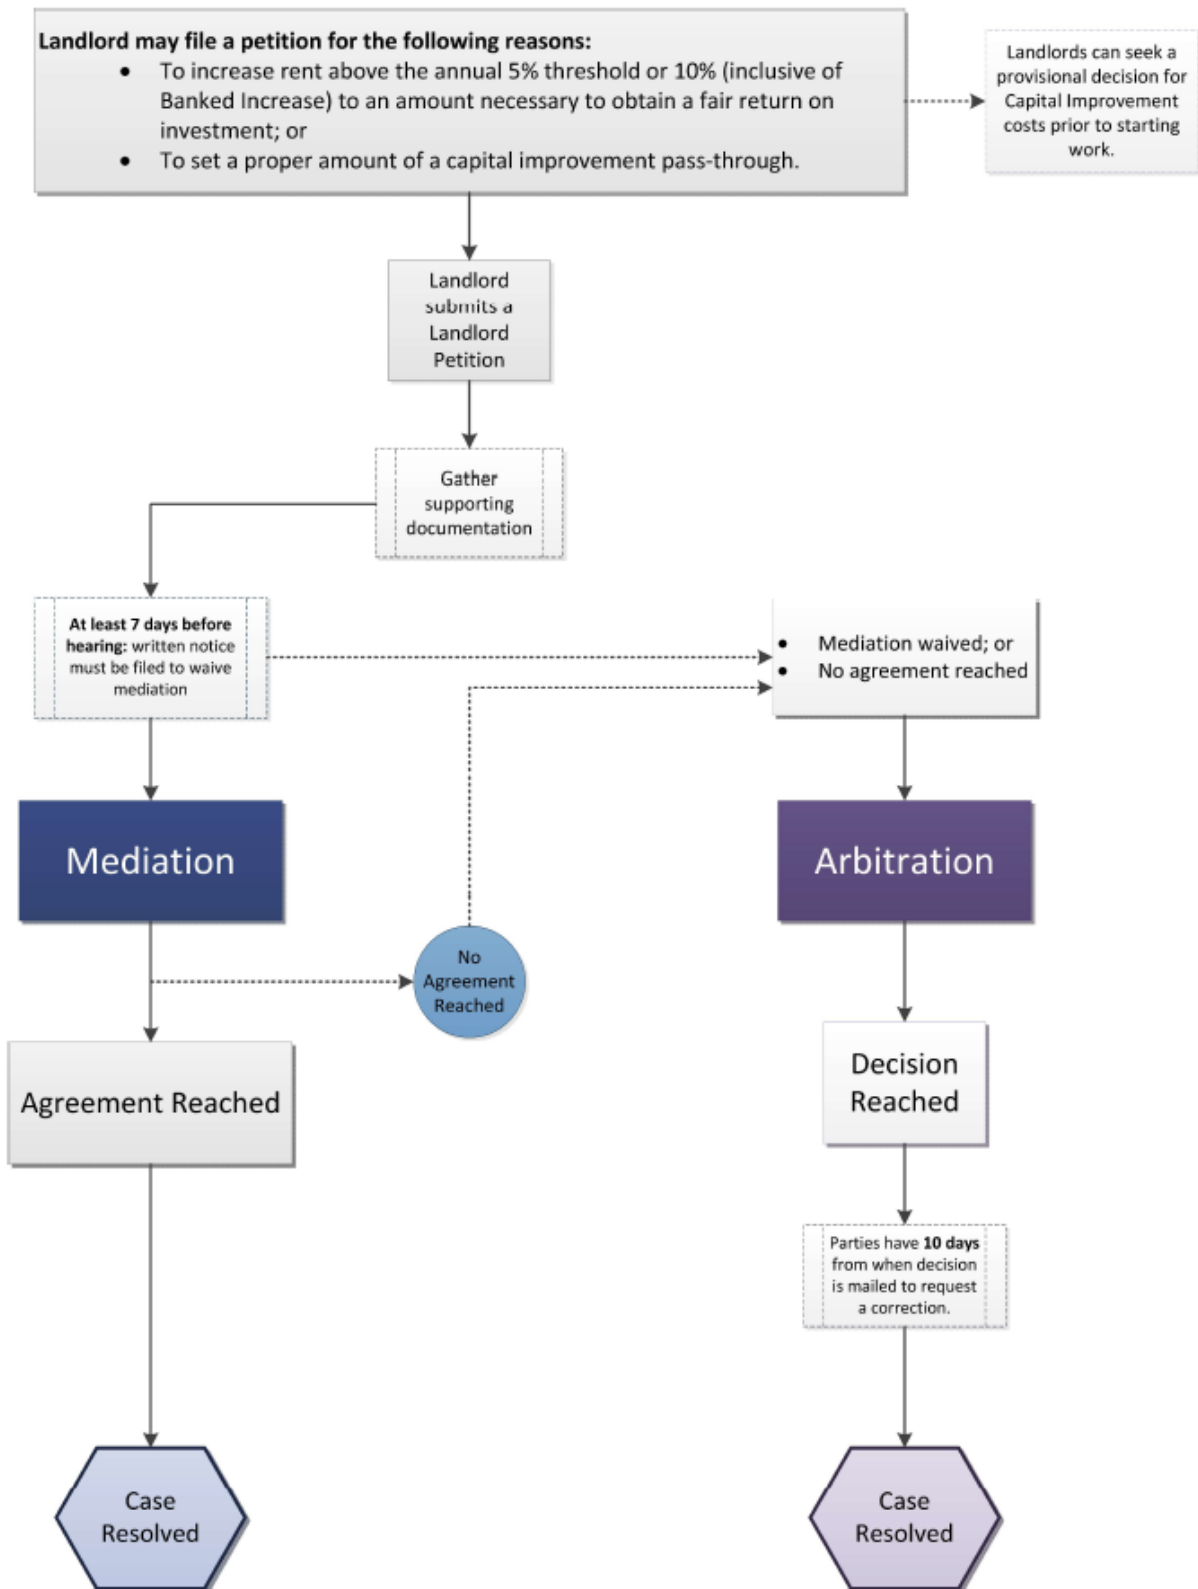 Landlord may file a petition for the following reasons:
• To increase rent above the annual 5% threshold or 10% (inclusive of
Banked Increase) to an amount necessary to obtain a fair return on
investment; or
• To set a proper amount of a capital improvement pass-through.
Landlords can seek a
provisional decision for
Capital Improvement
costs prior to starting
work.
Landlord
submits a
Landlord
Petition
Gather
supporting
documentation
At least 7 days before
hearing: written notice
must be filed to waive
mediation
• Mediation waived; or
• No agreement reached
Mediation
Arbitration
No
Agreement
Reached
Agreement Reached
Decision
Reached
Parties have 10 days
from when decision
is mailed to request
a correction.
Case
Resolved
Case
Resolved